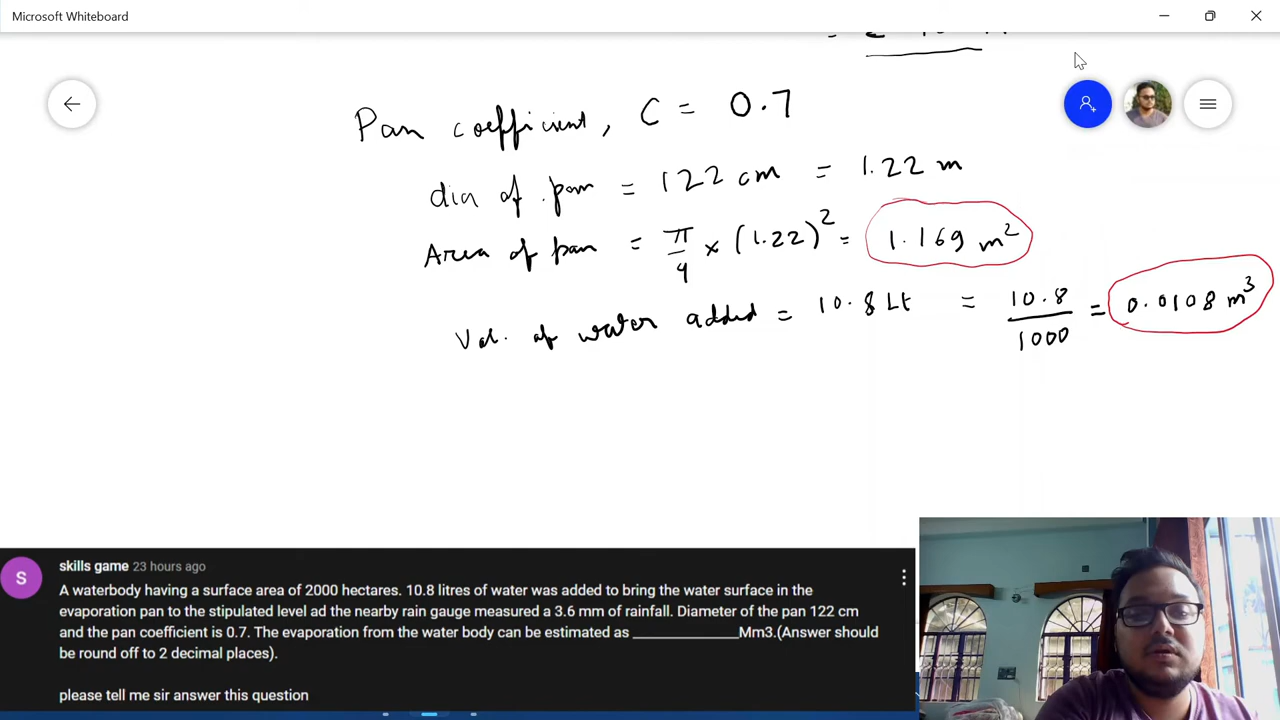 Microsoft Whiteboard
Pan coefficient, C = 0.7
dia of pan = 122 cm = 1.22 m
Area of pan = π/4 × (1.22)² = 1.169 m²
Vol. of water added = 10.8 Lt = 10.8/1000 = 0.0108 m³
S
skills game 23 hours ago
A waterbody having a surface area of 2000 hectares. 10.8 litres of water was added to bring the water surface in the
evaporation pan to the stipulated level ad the nearby rain gauge measured a 3.6 mm of rainfall. Diameter of the pan 122 cm
and the pan coefficient is 0.7. The evaporation from the water body can be estimated as ______________Mm3.(Answer should
be round off to 2 decimal places).
please tell me sir answer this question